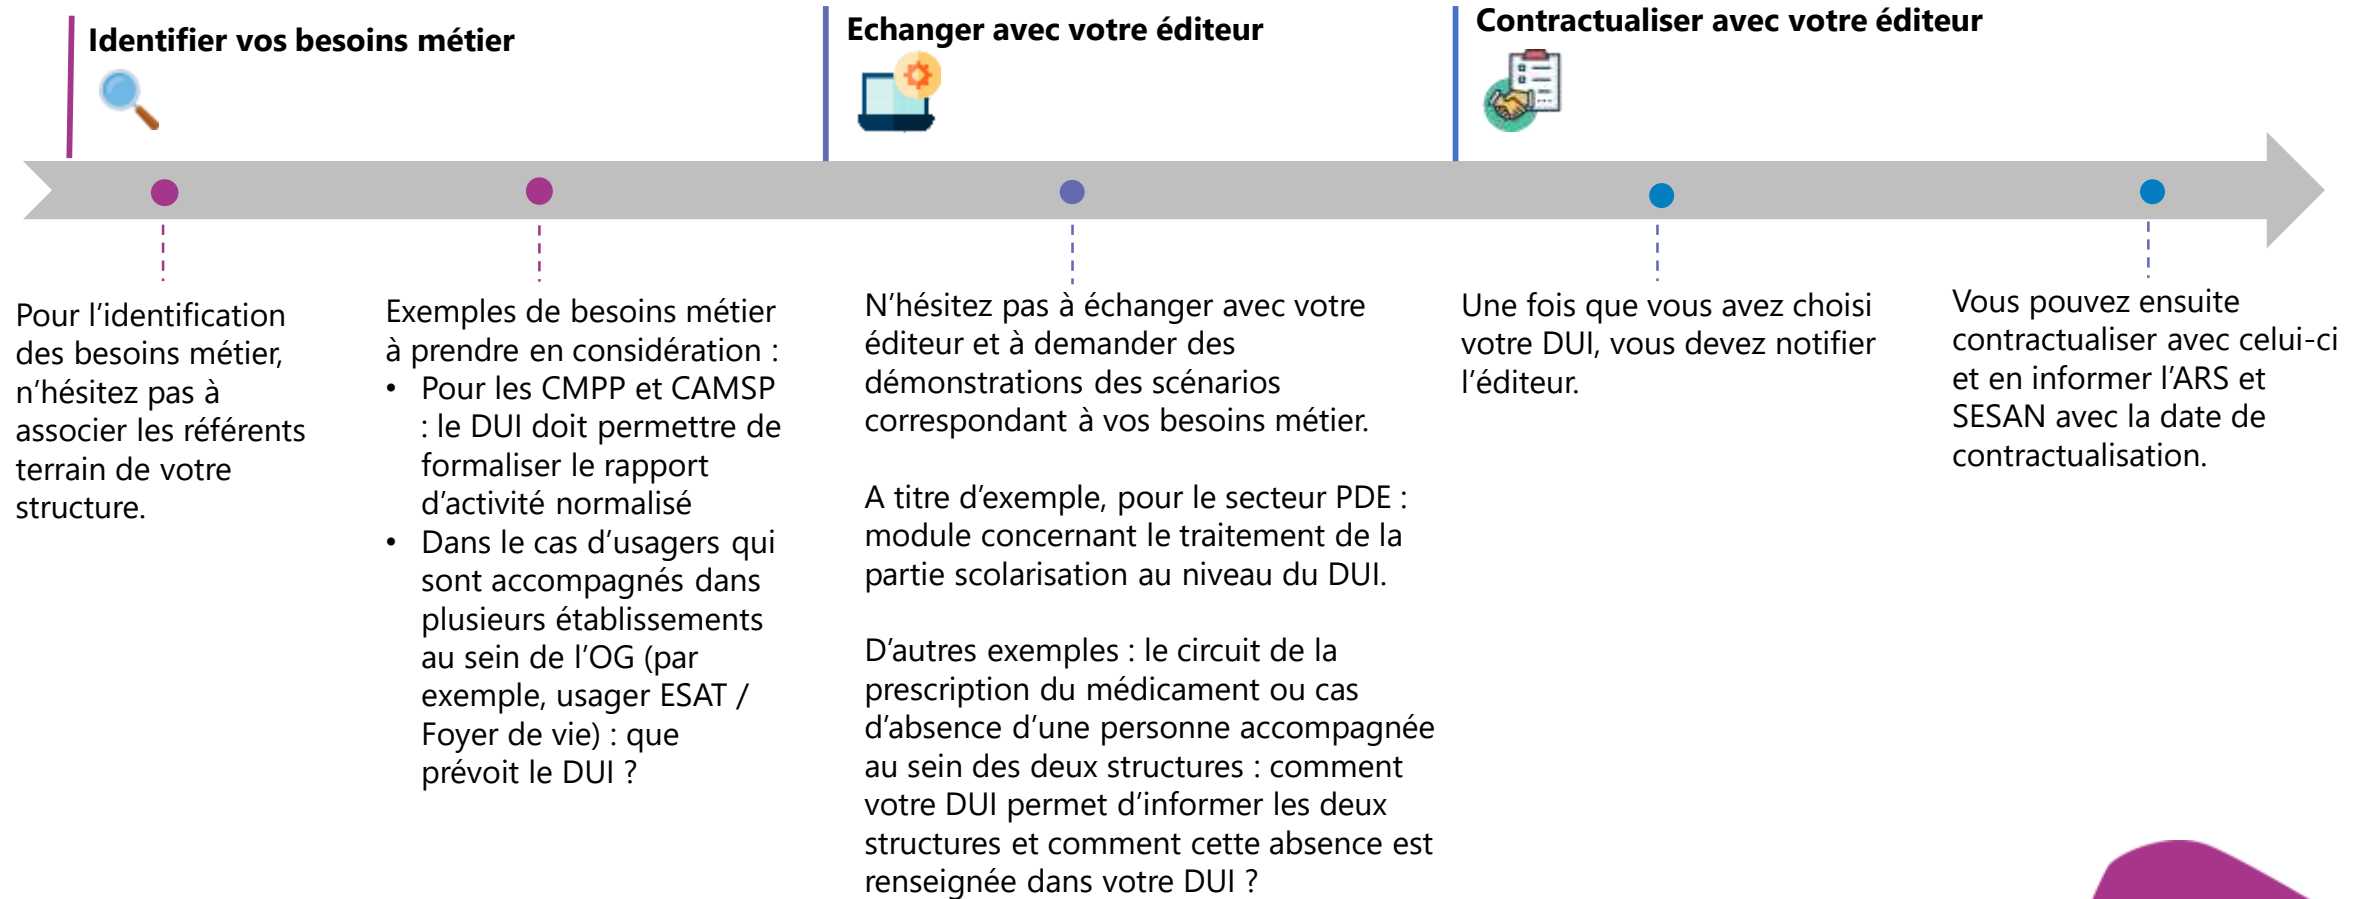 Identifier vos besoins métier
Echanger avec votre éditeur
Contractualiser avec votre éditeur
Pour l’identification
des besoins métier,
n’hésitez pas à
associer les référents
terrain de votre
structure.
Exemples de besoins métier
à prendre en considération :
• Pour les CMPP et CAMSP
: le DUI doit permettre de
formaliser le rapport
d’activité normalisé
• Dans le cas d’usagers qui
sont accompagnés dans
plusieurs établissements
au sein de l’OG (par
exemple, usager ESAT /
Foyer de vie) : que
prévoit le DUI ?
N’hésitez pas à échanger avec votre
éditeur et à demander des
démonstrations des scénarios
correspondant à vos besoins métier.
A titre d’exemple, pour le secteur PDE :
module concernant le traitement de la
partie scolarisation au niveau du DUI.
D’autres exemples : le circuit de la
prescription du médicament ou cas
d’absence d’une personne accompagnée
au sein des deux structures : comment
votre DUI permet d’informer les deux
structures et comment cette absence est
renseignée dans votre DUI ?
Une fois que vous avez choisi
votre DUI, vous devez notifier
l’éditeur.
Vous pouvez ensuite
contractualiser avec celui-ci
et en informer l’ARS et
SESAN avec la date de
contractualisation.